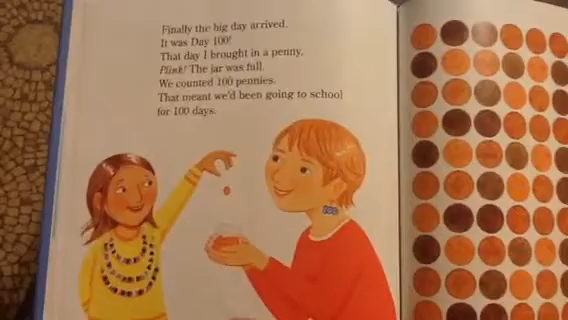 Finally the big day arrived.
It was Day 100!
That day I brought in a penny.
Plink! The jar was full.
We counted 100 pennies.
That meant we'd been going to school
for 100 days.